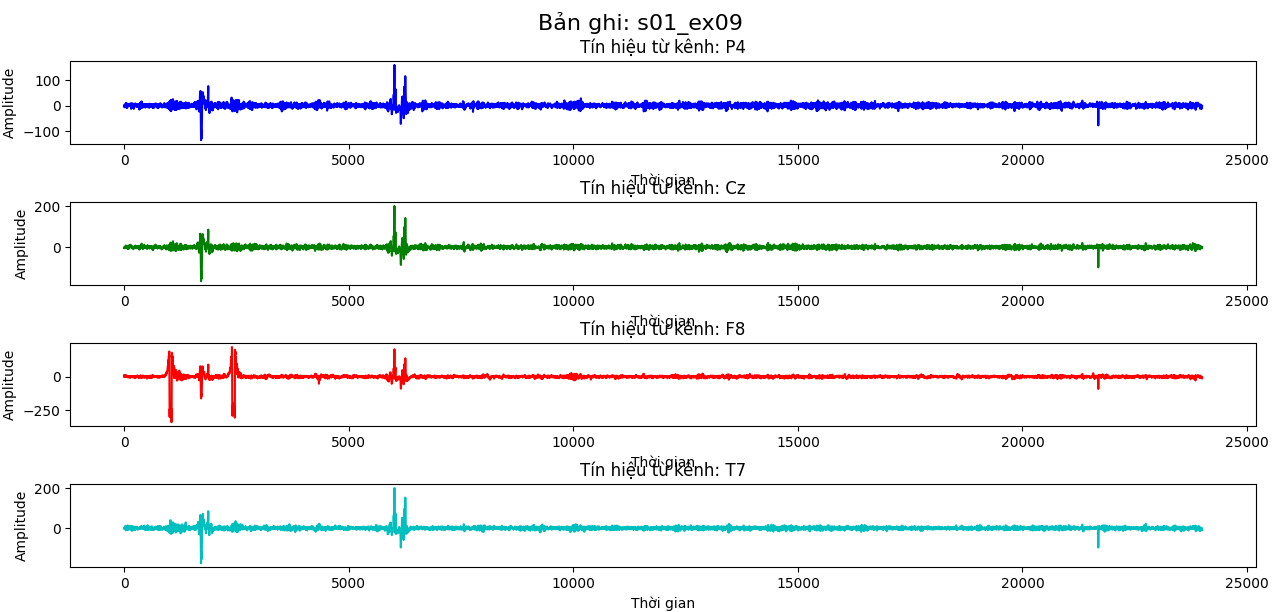 Bản ghi: s01_ex09
Tín hiệu từ kênh: P4
Amplitude
100
0
−100
0 5000 10000 15000 20000 25000
Thời gian
Tín hiệu từ kênh: Cz
Amplitude
200
0
0 5000 10000 15000 20000 25000
Thời gian
Tín hiệu từ kênh: F8
Amplitude
0
−250
0 5000 10000 15000 20000 25000
Thời gian
Tín hiệu từ kênh: T7
Amplitude
200
0
0 5000 10000 15000 20000 25000
Thời gian